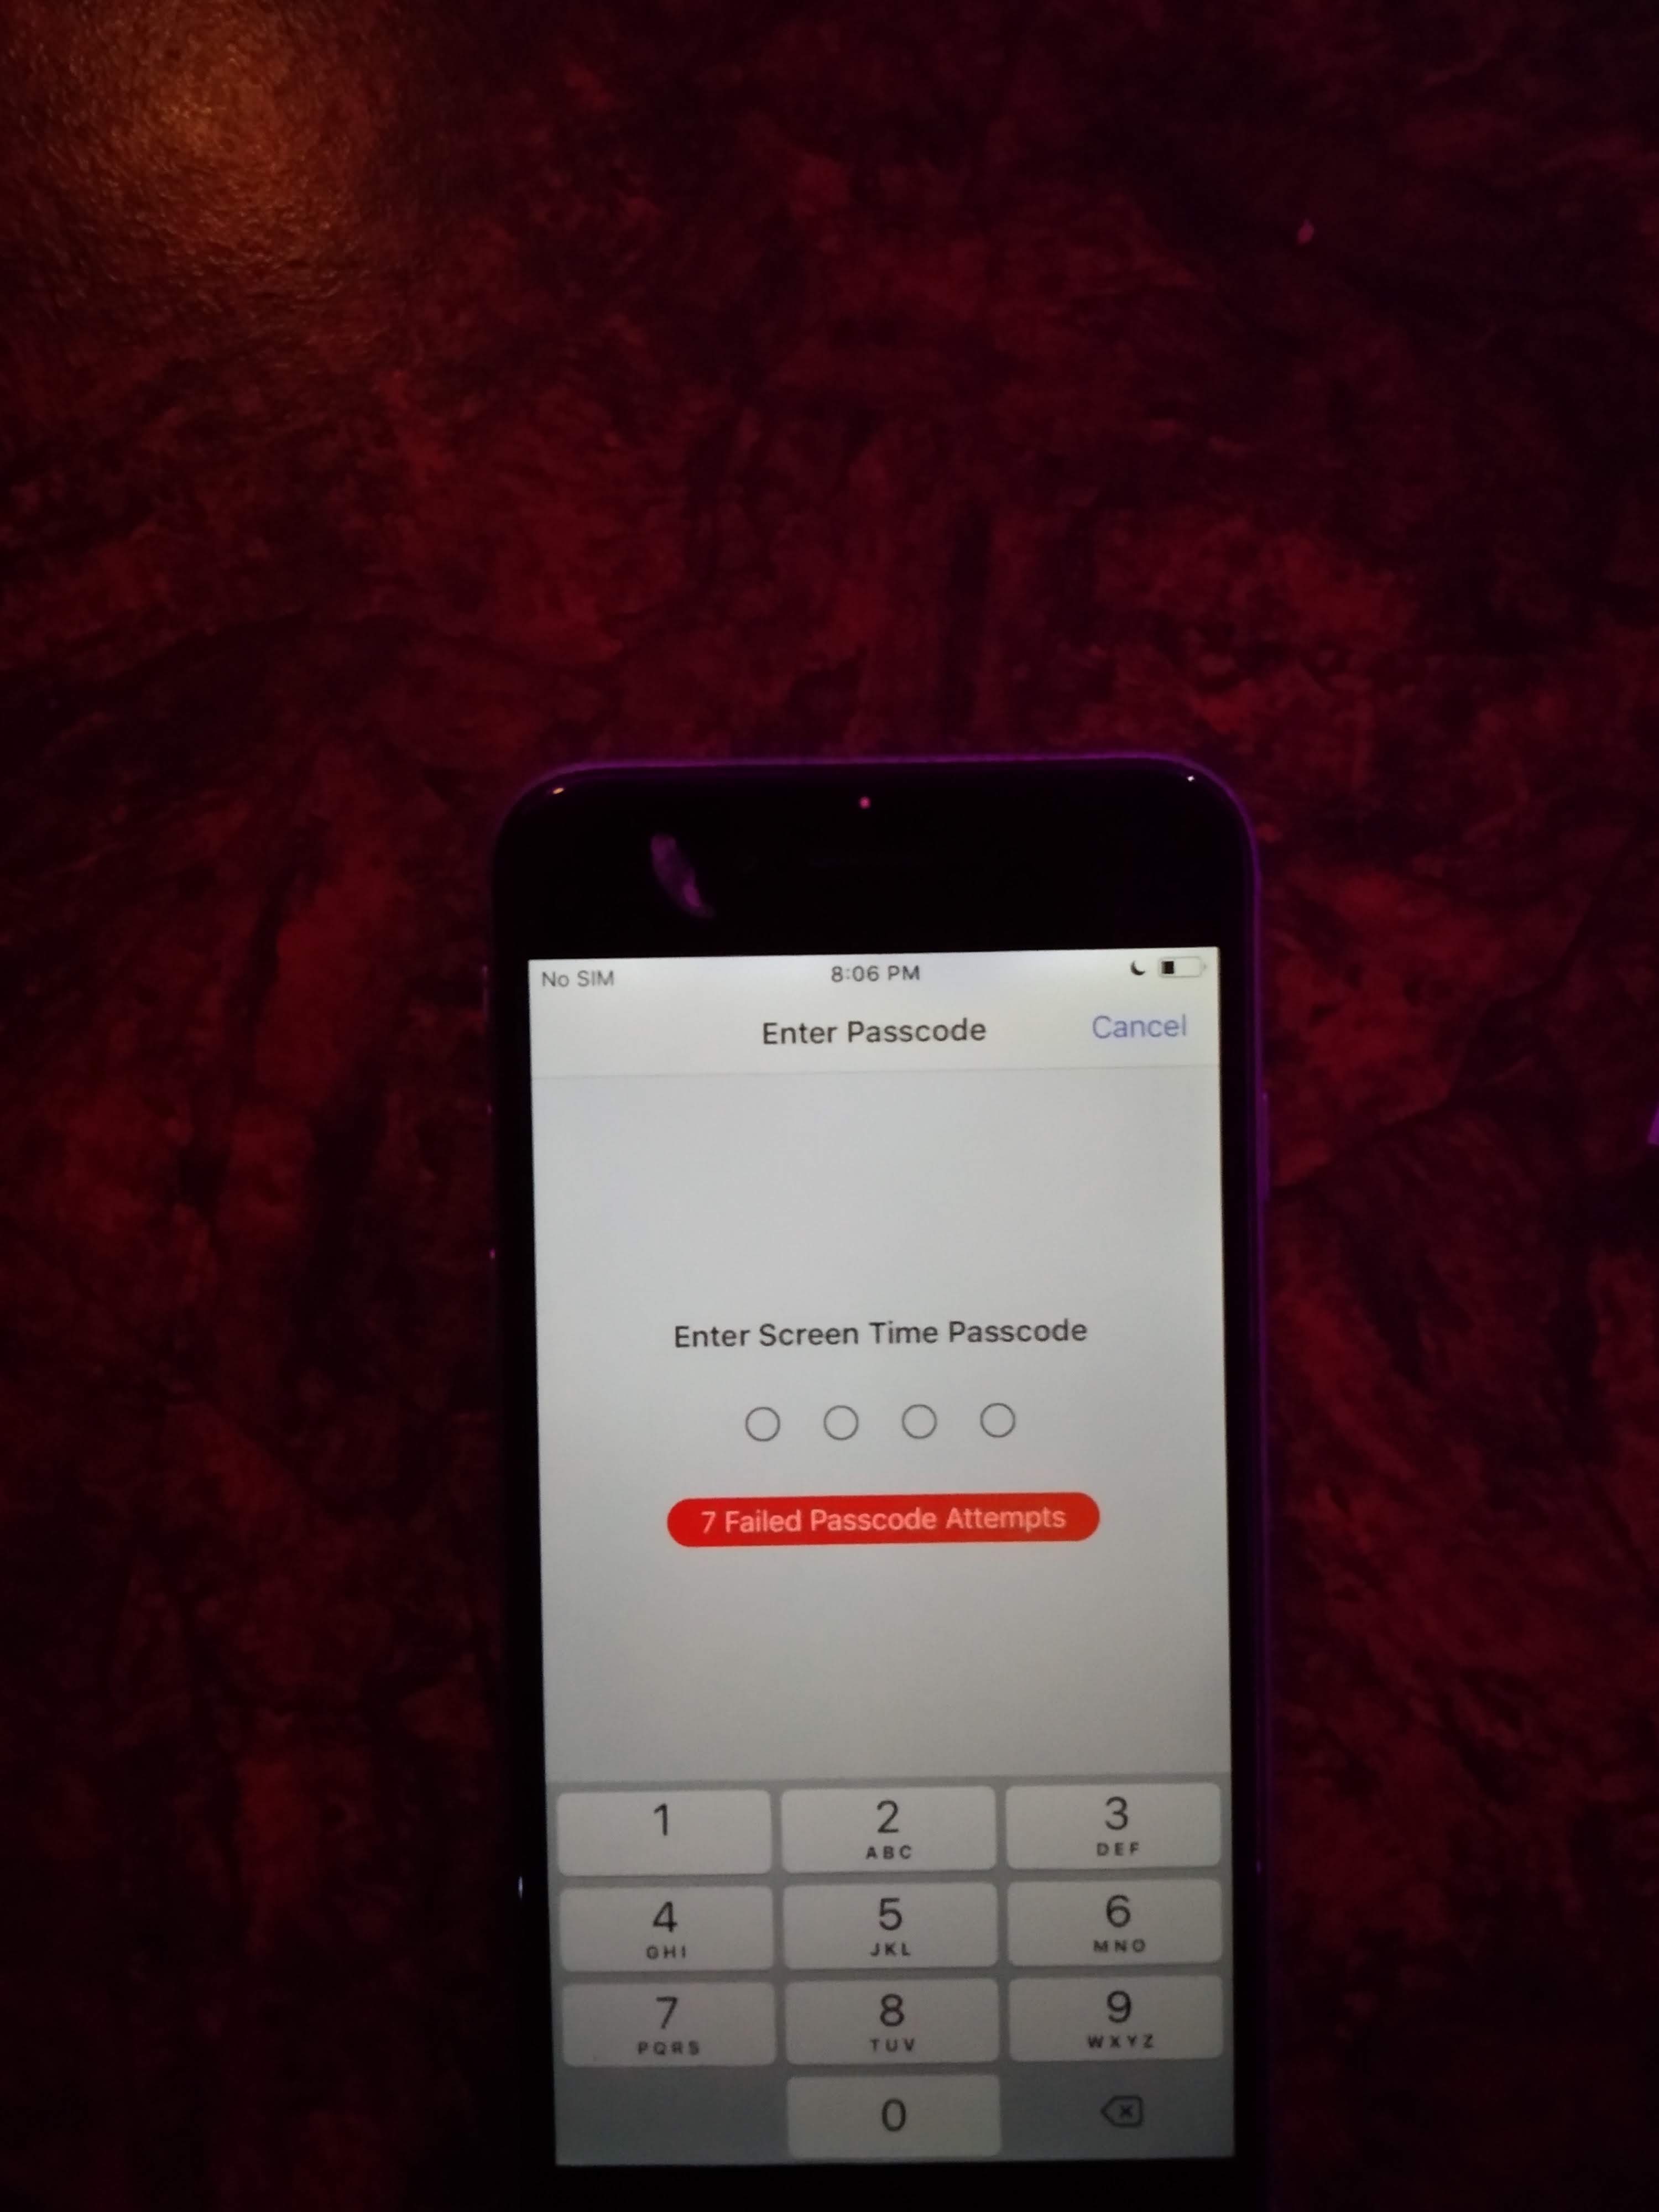 No SIM 8:06 PM
Enter Passcode Cancel
Enter Screen Time Passcode
7 Failed Passcode Attempts
1 2 3
ABC DEF
4 5 6
GHI JKL MNO
7 8 9
PQRS TUV WXYZ
0